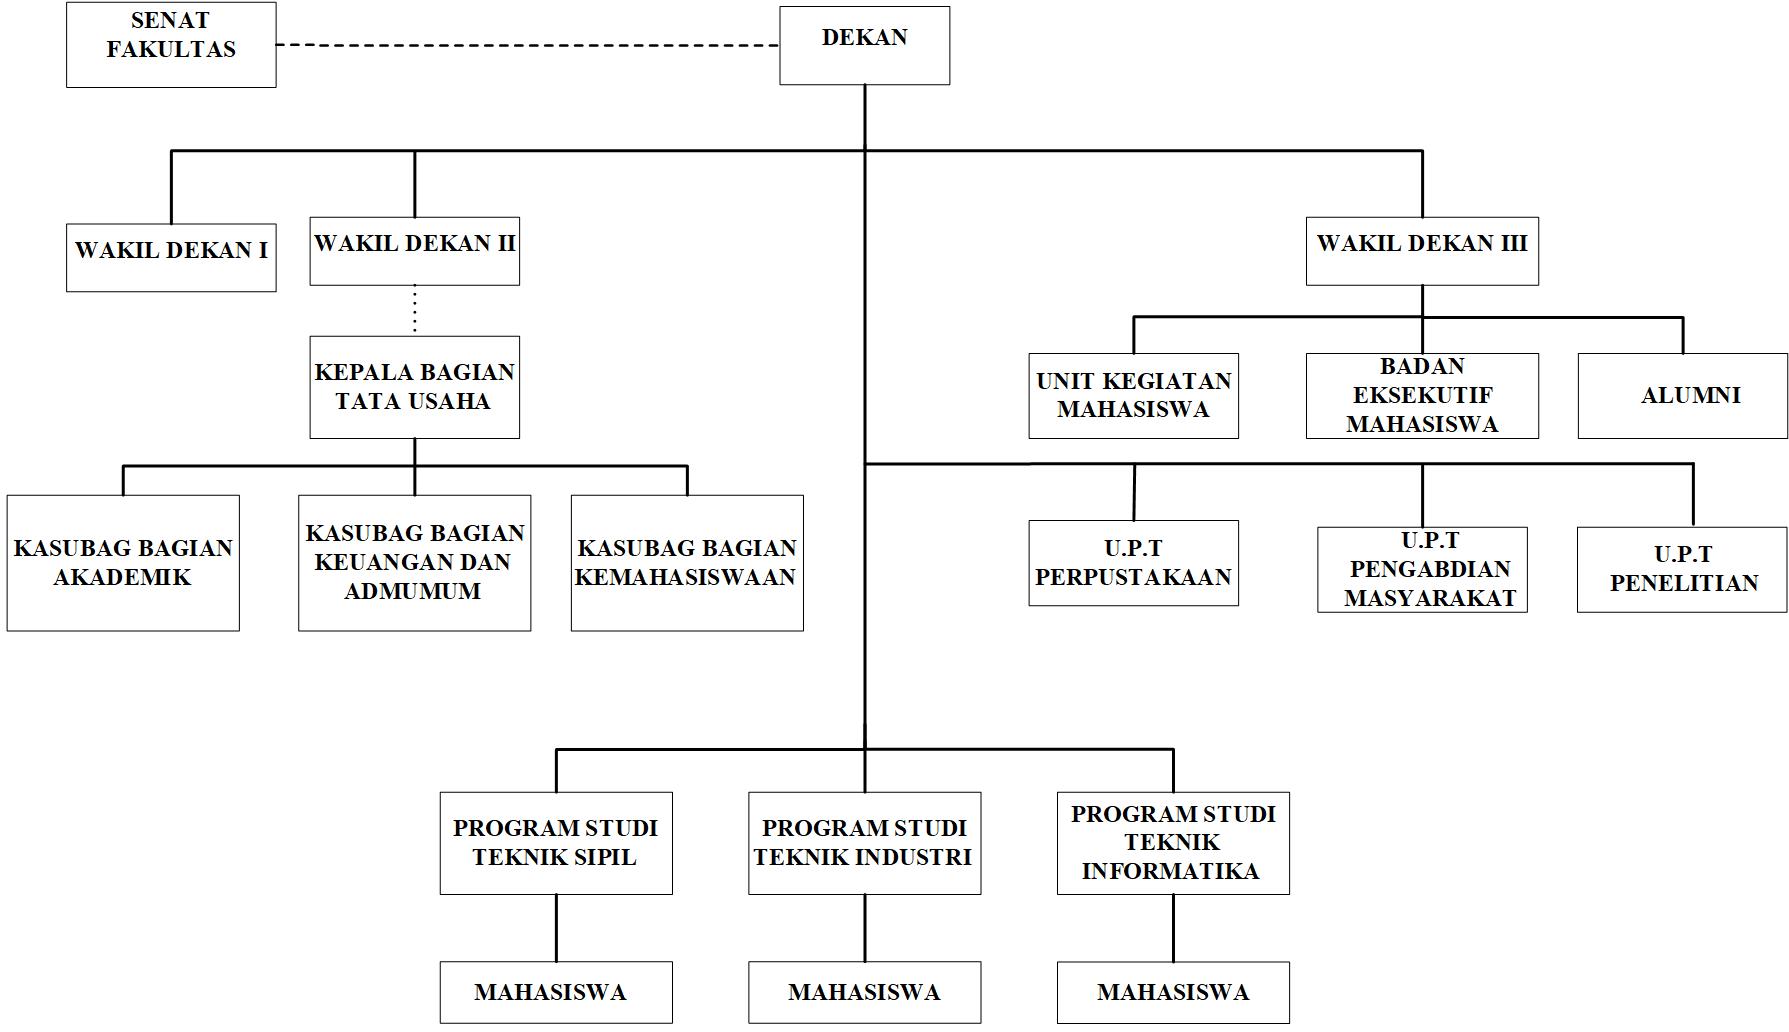 SENAT
FAKULTAS
DEKAN
WAKIL DEKAN I
WAKIL DEKAN II
WAKIL DEKAN III
KEPALA BAGIAN
TATA USAHA
UNIT KEGIATAN
MAHASISWA
BADAN
EKSEKUTIF
MAHASISWA
ALUMNI
KASUBAG BAGIAN
AKADEMIK
KASUBAG BAGIAN
KEUANGAN DAN
ADMUMUM
KASUBAG BAGIAN
KEMAHASISWAAN
U.P.T
PERPUSTAKAAN
U.P.T
PENGABDIAN
MASYARAKAT
U.P.T
PENELITIAN
PROGRAM STUDI
TEKNIK SIPIL
PROGRAM STUDI
TEKNIK INDUSTRI
PROGRAM STUDI
TEKNIK
INFORMATIKA
MAHASISWA
MAHASISWA
MAHASISWA